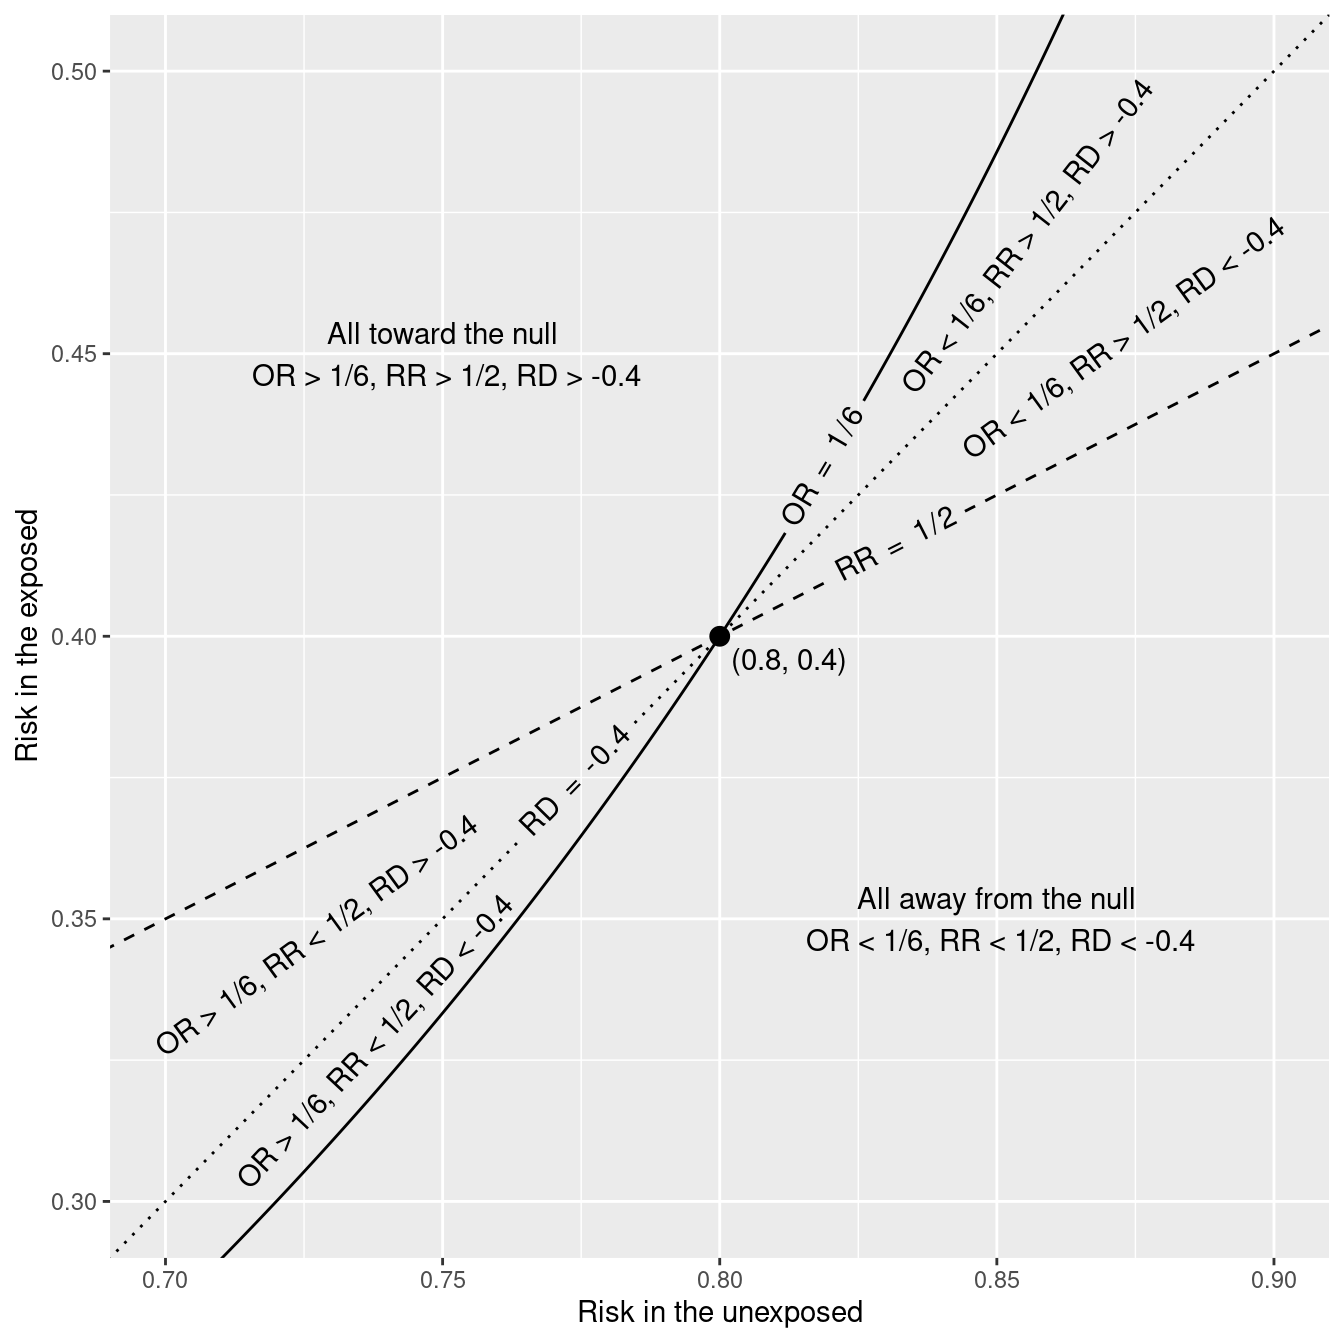 0.50
0.45
0.40
0.35
0.30
Risk in the exposed
OR < 1/6, RR > 1/2, RD > -0.4
OR < 1/6, RR > 1/2, RD < -0.4
All toward the null
OR > 1/6, RR > 1/2, RD > -0.4
OR = 1/6
RR = 1/2
(0.8, 0.4)
RD = -0.4
OR > 1/6, RR < 1/2, RD > -0.4
OR > 1/6, RR < 1/2, RD < -0.4
All away from the null
OR < 1/6, RR < 1/2, RD < -0.4
0.70 0.75 0.80 0.85 0.90
Risk in the unexposed